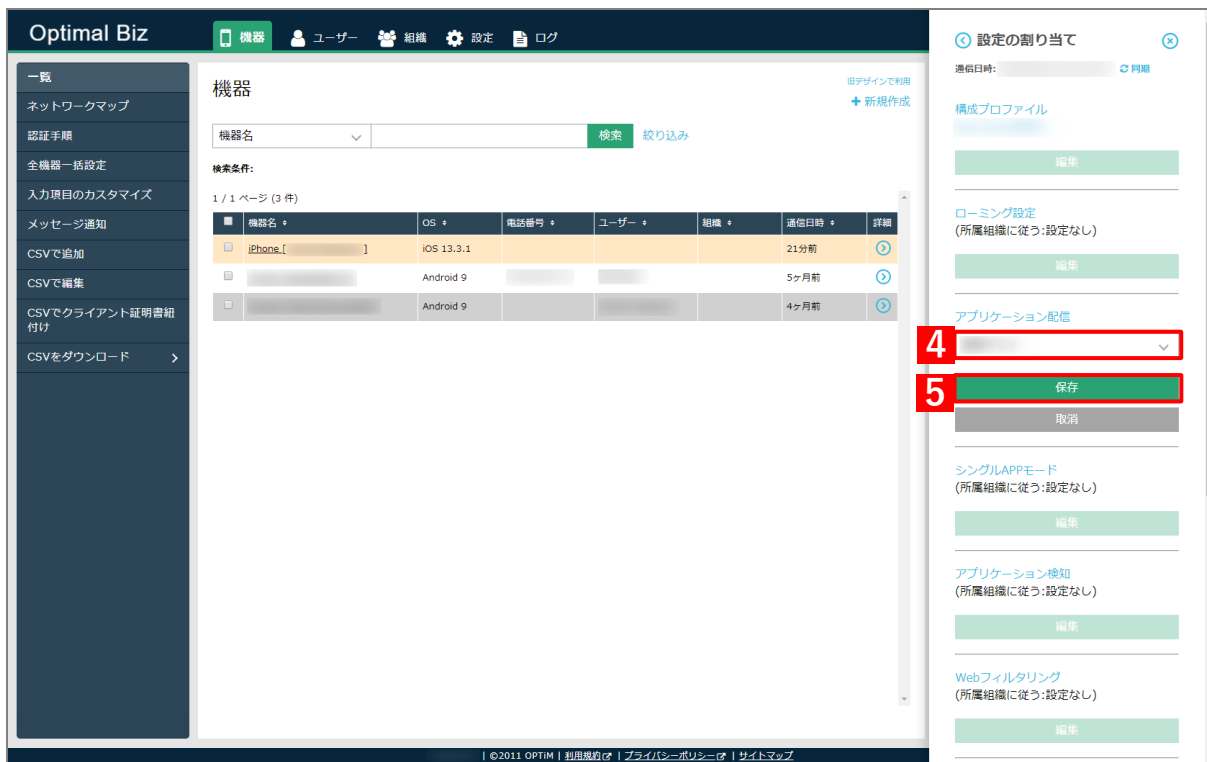 Optimal Biz
機器
ユーザー
組織
設定
ログ
一覧
ネットワークマップ
認証手順
全機器一括設定
入力項目のカスタマイズ
メッセージ通知
CSVで追加
CSVで編集
CSVでクライアント証明書紐
付け
CSVをダウンロード
機器
旧デザインで利用
新規作成
機器名
検索
絞り込み
検索条件:
1 / 1 ページ (3 件)
機器名 OS 電話番号 ユーザー 組織 通信日時 詳細
iPhone [ ] iOS 13.3.1 21分前
Android 9 5ヶ月前
Android 9 4ヶ月前
| ©2011 OPTiM | 利用規約 | プライバシーポリシー | サイトマップ
設定の割り当て
通信日時: 同期
構成プロファイル
編集
ローミング設定
(所属組織に従う:設定なし)
編集
アプリケーション配信
4
5
保存
取消
シングルAPPモード
(所属組織に従う:設定なし)
編集
アプリケーション検知
(所属組織に従う:設定なし)
編集
Webフィルタリング
(所属組織に従う:設定なし)
編集